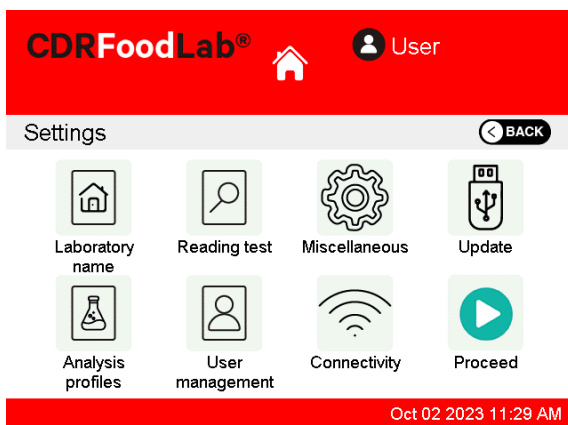 CDRFoodLab®
User
Settings
BACK
Laboratory name
Reading test
Miscellaneous
Update
Analysis profiles
User management
Connectivity
Proceed
Oct 02 2023 11:29 AM